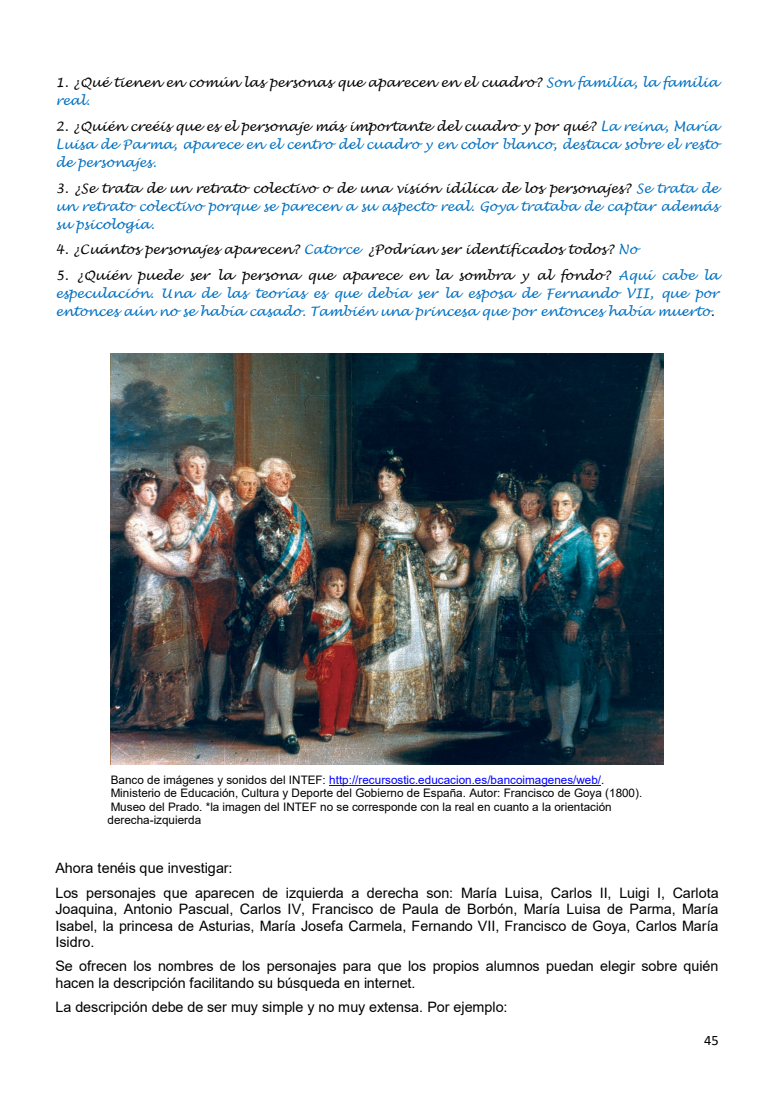 1. ¿Qué tienen en común las personas que aparecen en el cuadro? Son familia, la familia
real.
2. ¿Quién creéis que es el personaje más importante del cuadro y por qué? La reina, María
Luisa de Parma, aparece en el centro del cuadro y en color blanco, destaca sobre el resto
de personajes.
3. ¿Se trata de un retrato colectivo o de una visión idílica de los personajes? Se trata de
un retrato colectivo porque se parecen a su aspecto real. Goya trataba de captar además
su psicología.
4. ¿Cuántos personajes aparecen? Catorce ¿Podrían ser identificados todos? No
5. ¿Quién puede ser la persona que aparece en la sombra y al fondo? Aquí cabe la
especulación. Una de las teorías es que debía ser la esposa de Fernando VII, que por
entonces aún no se había casado. También una princesa que por entonces había muerto.
Banco de imágenes y sonidos del INTEF: http://recursostic.educacion.es/bancoimagenes/web/.
Ministerio de Educación, Cultura y Deporte del Gobierno de España. Autor: Francisco de Goya (1800).
Museo del Prado. *la imagen del INTEF no se corresponde con la real en cuanto a la orientación
derecha-izquierda
Ahora tenéis que investigar:
Los personajes que aparecen de izquierda a derecha son: María Luisa, Carlos II, Luigi I, Carlota
Joaquina, Antonio Pascual, Carlos IV, Francisco de Paula de Borbón, María Luisa de Parma, María
Isabel, la princesa de Asturias, María Josefa Carmela, Fernando VII, Francisco de Goya, Carlos María
Isidro.
Se ofrecen los nombres de los personajes para que los propios alumnos puedan elegir sobre quién
hacen la descripción facilitando su búsqueda en internet.
La descripción debe de ser muy simple y no muy extensa. Por ejemplo:
45